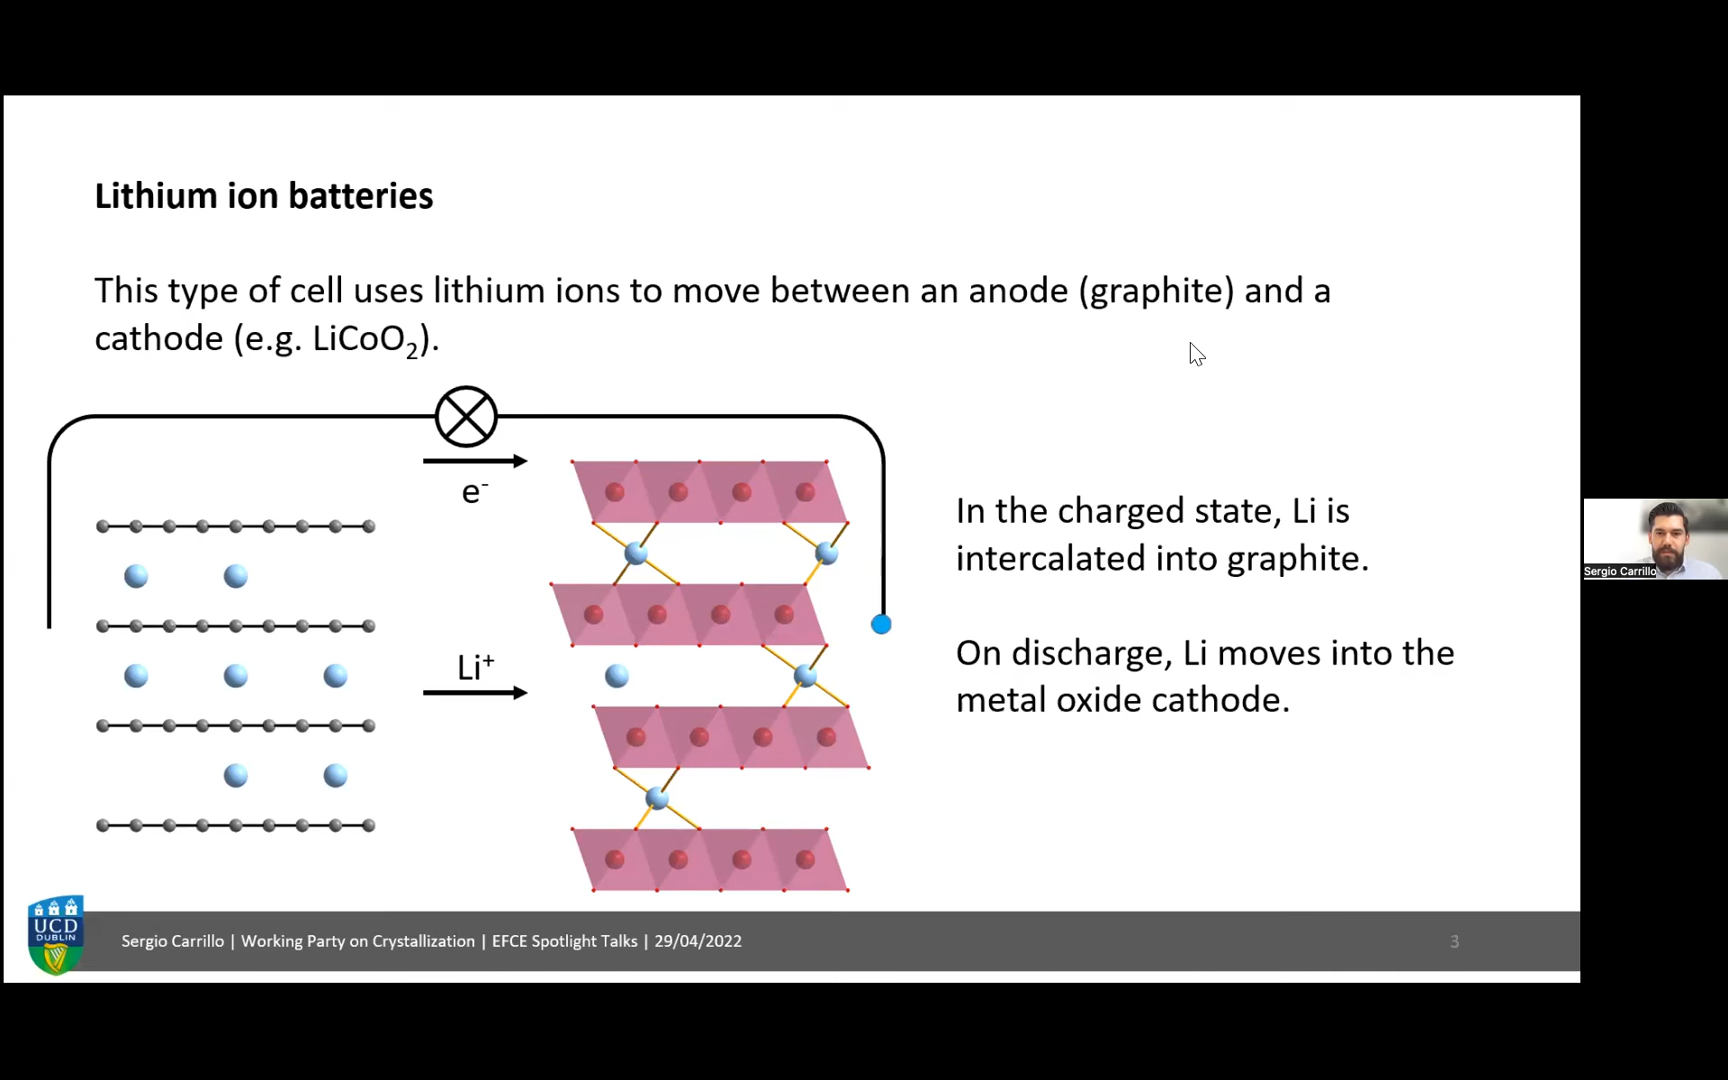 Lithium ion batteries
This type of cell uses lithium ions to move between an anode (graphite) and a
cathode (e.g. LiCoO₂).
e⁻
Li⁺
In the charged state, Li is
intercalated into graphite.
On discharge, Li moves into the
metal oxide cathode.
Sergio Carrillo
UCD
DUBLIN
Sergio Carrillo | Working Party on Crystallization | EFCE Spotlight Talks | 29/04/2022
3